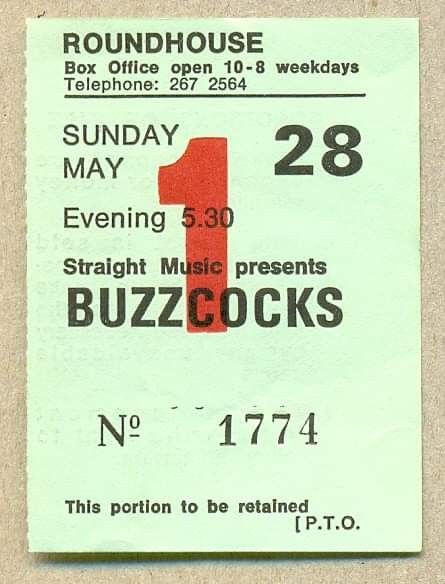 ROUNDHOUSE
Box Office open 10-8 weekdays
Telephone: 267 2564
SUNDAY 28
MAY
1
Evening 5.30
Straight Music presents
BUZZCOCKS
Nº 1774
This portion to be retained
[ P.T.O.